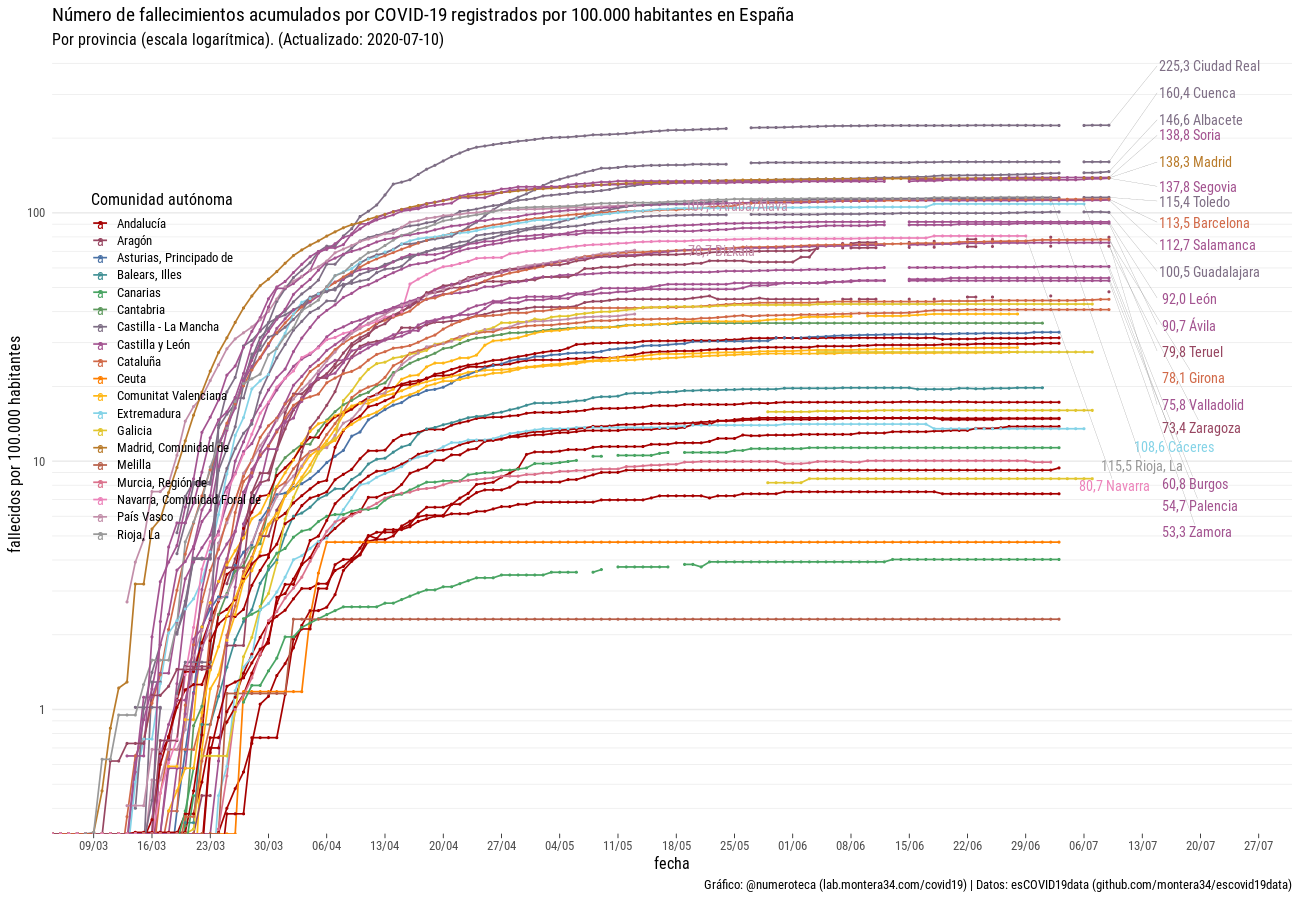 Número de fallecimientos acumulados por COVID-19 registrados por 100.000 habitantes en España
Por provincia (escala logarítmica). (Actualizado: 2020-07-10)
fallecidos por 100.000 habitantes
100
10
1
Comunidad autónoma
Andalucía
Aragón
Asturias, Principado de
Balears, Illes
Canarias
Cantabria
Castilla - La Mancha
Castilla y León
Cataluña
Ceuta
Comunitat Valenciana
Extremadura
Galicia
Madrid, Comunidad de
Melilla
Murcia, Región de
Navarra, Comunidad Foral de
País Vasco
Rioja, La
225,3 Ciudad Real
160,4 Cuenca
146,6 Albacete
138,8 Soria
138,3 Madrid
137,8 Segovia
115,4 Toledo
Araba/Álava
113,5 Barcelona
112,7 Salamanca
Bizkaia
100,5 Guadalajara
92,0 León
90,7 Ávila
79,8 Teruel
78,1 Girona
75,8 Valladolid
73,4 Zaragoza
108,6 Cáceres
115,5 Rioja, La
80,7 Navarra
60,8 Burgos
54,7 Palencia
53,3 Zamora
09/03 16/03 23/03 30/03 06/04 13/04 20/04 27/04 04/05 11/05 18/05 25/05 01/06 08/06 15/06 22/06 29/06 06/07 13/07 20/07 27/07
fecha
Gráfico: @numeroteca (lab.montera34.com/covid19) | Datos: esCOVID19data (github.com/montera34/escovid19data)